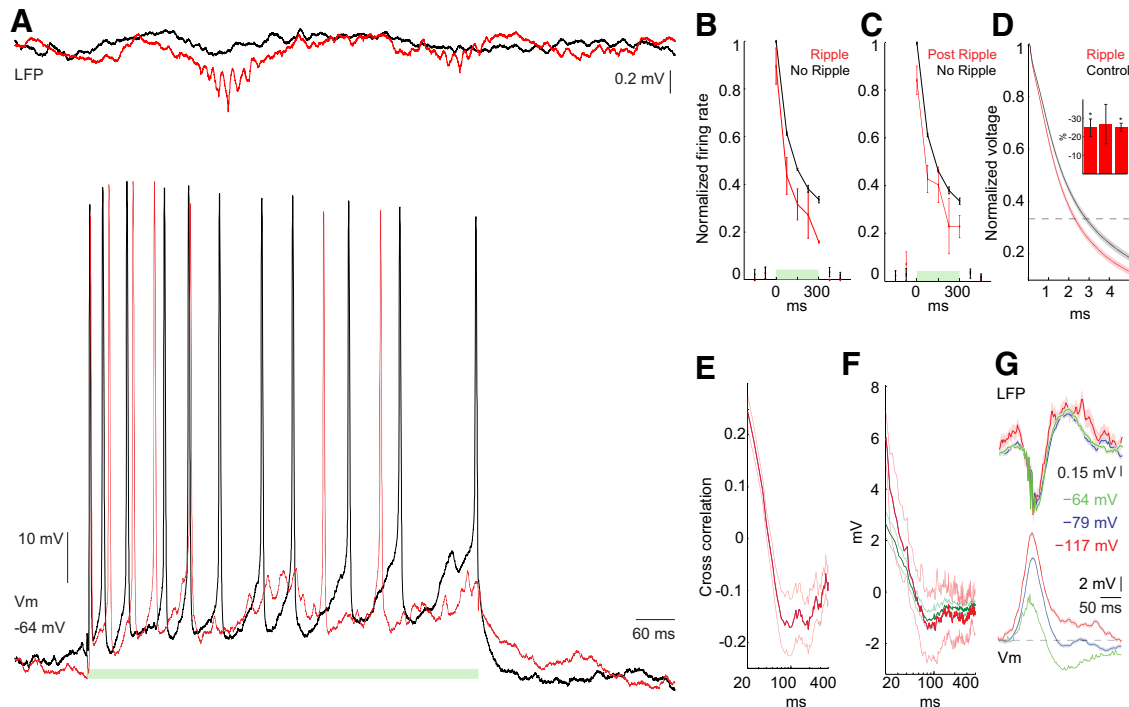 A
LFP
0.2 mV
10 mV
Vm
-64 mV
60 ms
B
Ripple
No Ripple
Normalized firing rate
1
0.8
0.6
0.4
0.2
0
0
300
ms
C
Post Ripple
No Ripple
1
0.8
0.6
0.4
0.2
0
0
300
ms
D
Ripple
Control
Normalized voltage
1.0
0.8
0.6
0.4
0.2
%
-30
-20
-10
*
*
1 2 3 4
ms
E
Cross correlation
0.2
0.1
0
-0.1
-0.2
20 100 400
ms
F
mV
8
6
4
2
0
-2
20 100 400
ms
G
LFP
0.15 mV
−64 mV
−79 mV
−117 mV
2 mV
50 ms
Vm